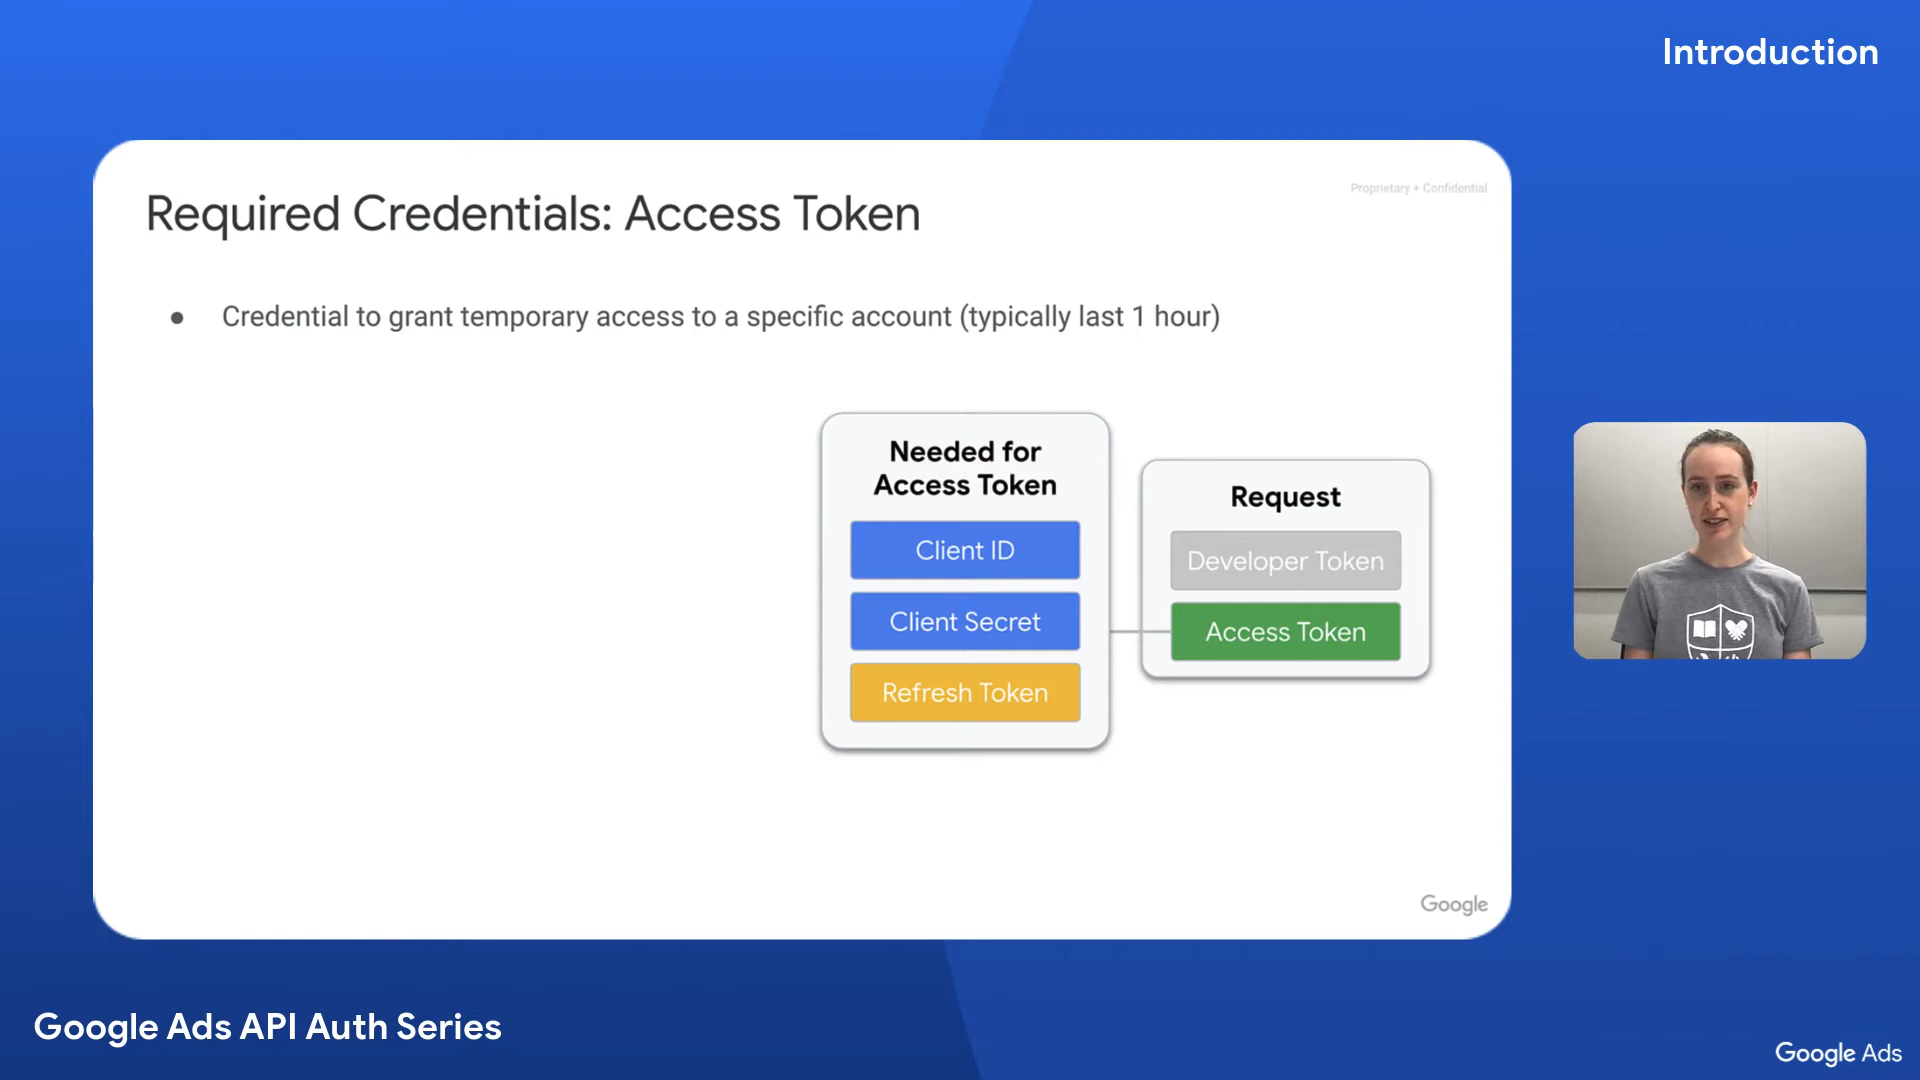 Introduction
Proprietary + Confidential
Required Credentials: Access Token
● Credential to grant temporary access to a specific account (typically last 1 hour)
Needed for
Access Token
Client ID
Client Secret
Refresh Token
Request
Developer Token
Access Token
Google
Google Ads API Auth Series
Google Ads